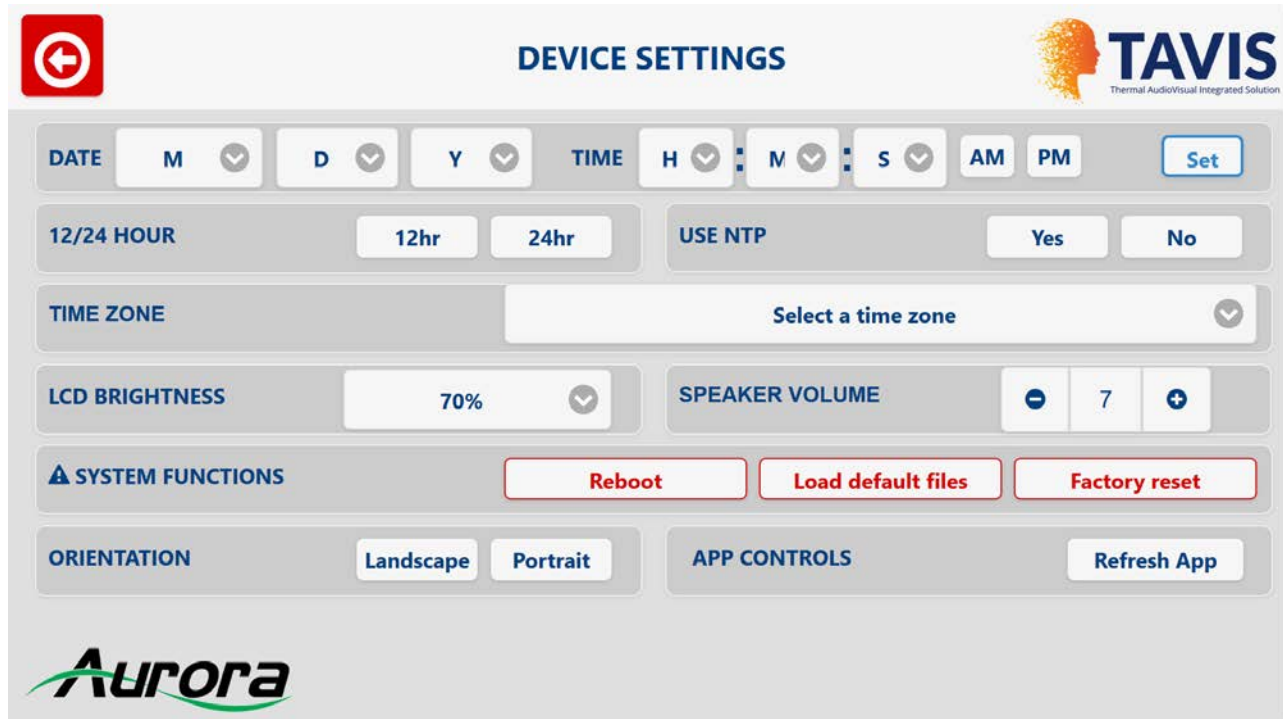 DEVICE SETTINGS
TAVIS
Thermal AudioVisual Integrated Solution
DATE M D Y TIME H : M : S AM PM Set
12/24 HOUR 12hr 24hr USE NTP Yes No
TIME ZONE Select a time zone
LCD BRIGHTNESS 70% SPEAKER VOLUME 7
SYSTEM FUNCTIONS Reboot Load default files Factory reset
ORIENTATION Landscape Portrait APP CONTROLS Refresh App
Aurora